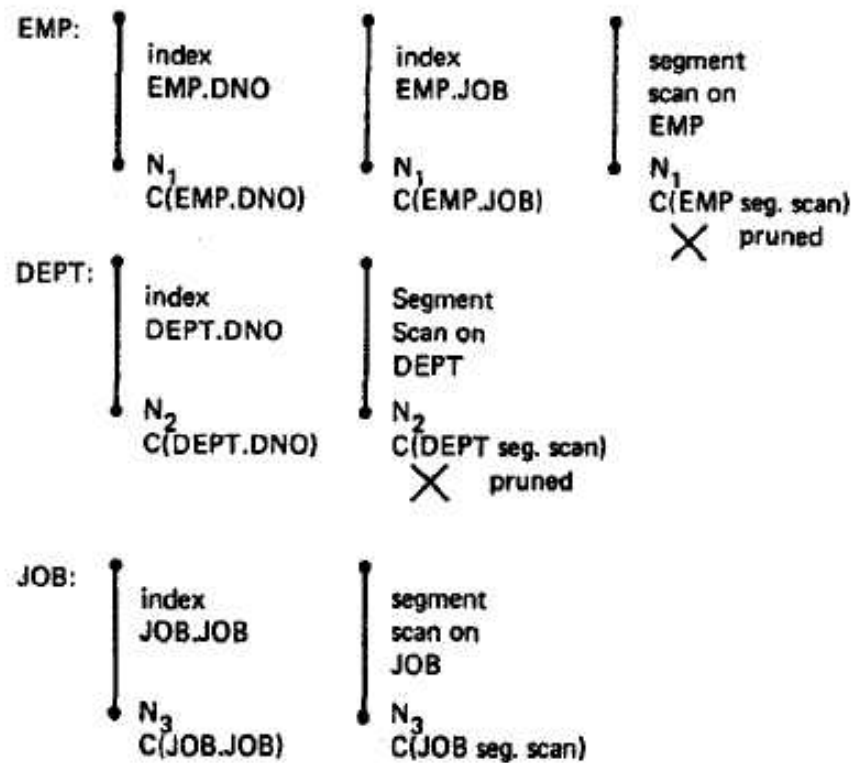 EMP:
index
EMP.DNO
N1
C(EMP.DNO)
index
EMP.JOB
N1
C(EMP.JOB)
segment
scan on
EMP
N1
C(EMP seg. scan)
pruned
DEPT:
index
DEPT.DNO
N2
C(DEPT.DNO)
Segment
Scan on
DEPT
N2
C(DEPT seg. scan)
pruned
JOB:
index
JOB.JOB
N3
C(JOB.JOB)
segment
scan on
JOB
N3
C(JOB seg. scan)